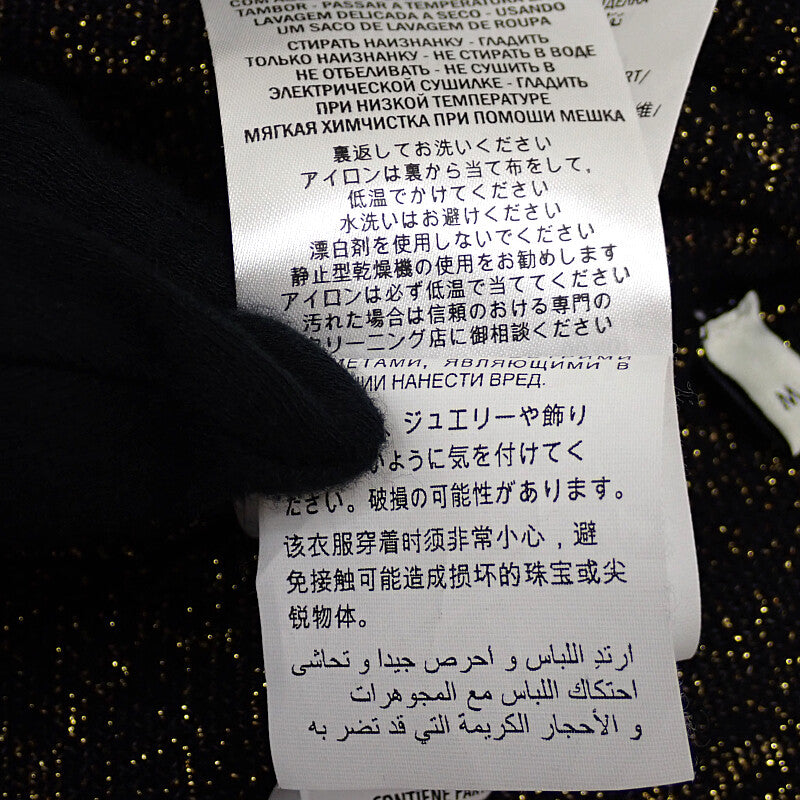 TAMBOR - PASSAR A TEMPERATURA
LAVAGEM DELICADA A SECO - USANDO
UM SACO DE LAVAGEM DE ROUPA
СТИРАТЬ НАИЗНАНКУ - ГЛАДИТЬ
ТОЛЬКО НАИЗНАНКУ - НЕ СТИРАТЬ В ВОДЕ
НЕ ОТБЕЛИВАТЬ - НЕ СУШИТЬ В
ЭЛЕКТРИЧЕСКОЙ СУШИЛКЕ - ГЛАДИТЬ
ПРИ НИЗКОЙ ТЕМПЕРАТУРЕ
МЯГКАЯ ХИМЧИСТКА ПРИ ПОМОШИ МЕШКА
裏返してお洗いください
アイロンは裏から当て布をして、
低温でかけてください
水洗いはお避けください
漂白剤を使用しないでください
静止型乾燥機の使用をお勧めします
アイロンは必ず低温で当ててください
汚れた場合は信頼のおける専門の
クリーニング店に御相談ください
ЯВЛЯЮЩИМИ В
НАНЕСТИ ВРЕД.
ジュエリーや飾り
ように気を付けてく
ださい。破損の可能性があります。
该衣服穿着时须非常小心，避
免接触可能造成损坏的珠宝或尖
锐物体。
ارتدِ اللباس و احرص جيدا و تحاشى
احتكاك اللباس مع المجوهرات
و الأحجار الكريمة التي قد تضر به
CONTIENE
M